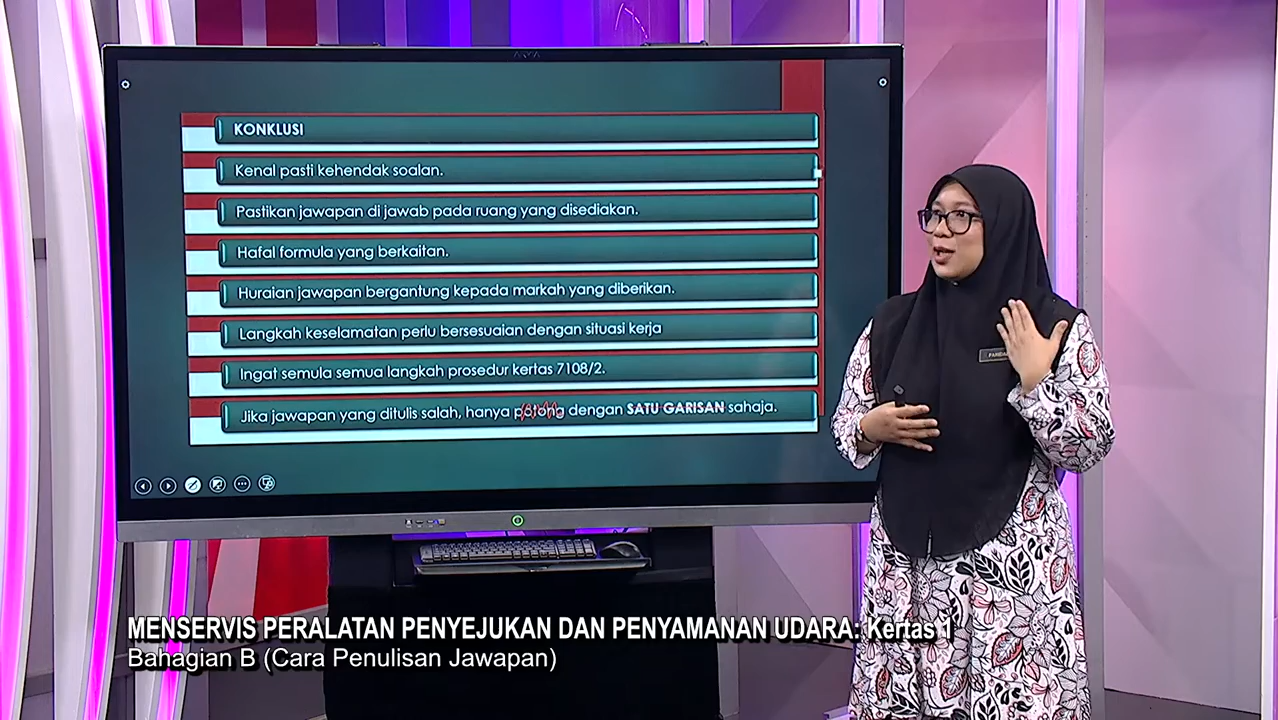 KONKLUSI
Kenal pasti kehendak soalan.
Pastikan jawapan di jawab pada ruang yang disediakan.
Hafal formula yang berkaitan.
Huraian jawapan bergantung kepada markah yang diberikan.
Langkah keselamatan perlu bersesuaian dengan situasi kerja
Ingat semula semua langkah prosedur kertas 7108/2.
Jika jawapan yang ditulis salah, hanya potong dengan SATU GARISAN sahaja.
MENSERVIS PERALATAN PENYEJUKAN DAN PENYAMANAN UDARA: Kertas 1
Bahagian B (Cara Penulisan Jawapan)